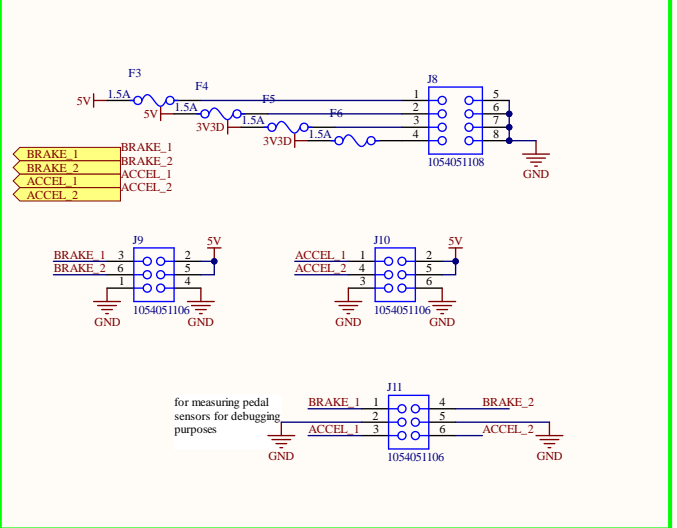 F3
F4
F5
F6
J8
5V 1.5A
5V 1.5A
3V3D 1.5A
3V3D 1.5A
1 5
2 6
3 7
4 8
1054051108
GND
BRAKE_1 BRAKE_1
BRAKE_2 BRAKE_2
ACCEL_1 ACCEL_1
ACCEL_2 ACCEL_2
J9 5V
BRAKE_1 3 2
BRAKE_2 6 5
1 4
1054051106
GND GND
J10 5V
ACCEL_1 1 2
ACCEL_2 4 5
3 6
1054051106
GND GND
J11
for measuring pedal
sensors for debugging
purposes
BRAKE_1 1 4 BRAKE_2
2 5
ACCEL_1 3 6 ACCEL_2
1054051106
GND GND